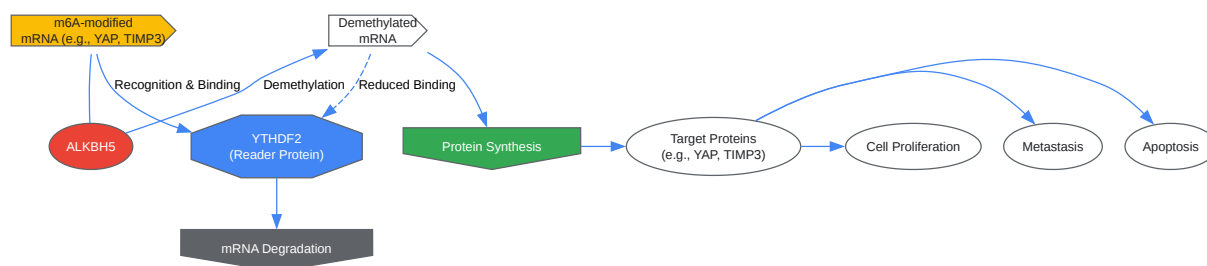 m6A-modified
mRNA (e.g., YAP, TIMP3)
Demethylated
mRNA
Recognition & Binding
Demethylation
Reduced Binding
ALKBH5
YTHDF2
(Reader Protein)
Protein Synthesis
Target Proteins
(e.g., YAP, TIMP3)
Cell Proliferation
Metastasis
Apoptosis
mRNA Degradation